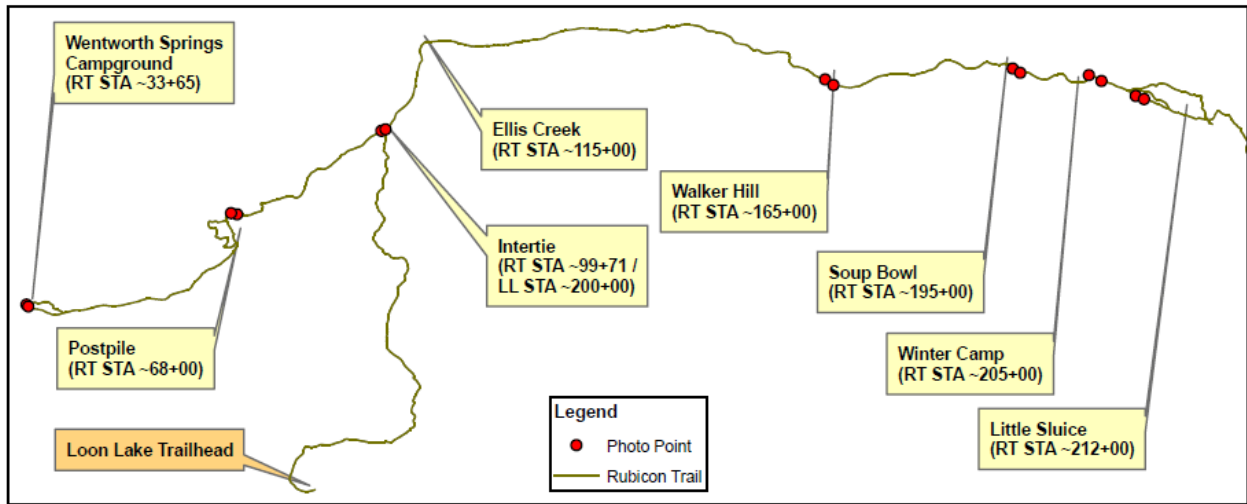 Wentworth Springs
Campground
(RT STA ~33+65)
Ellis Creek
(RT STA ~115+00)
Walker Hill
(RT STA ~165+00)
Intertie
(RT STA ~99+71 /
LL STA ~200+00)
Soup Bowl
(RT STA ~195+00)
Postpile
(RT STA ~68+00)
Winter Camp
(RT STA ~205+00)
Little Sluice
(RT STA ~212+00)
Loon Lake Trailhead
Legend
Photo Point
Rubicon Trail